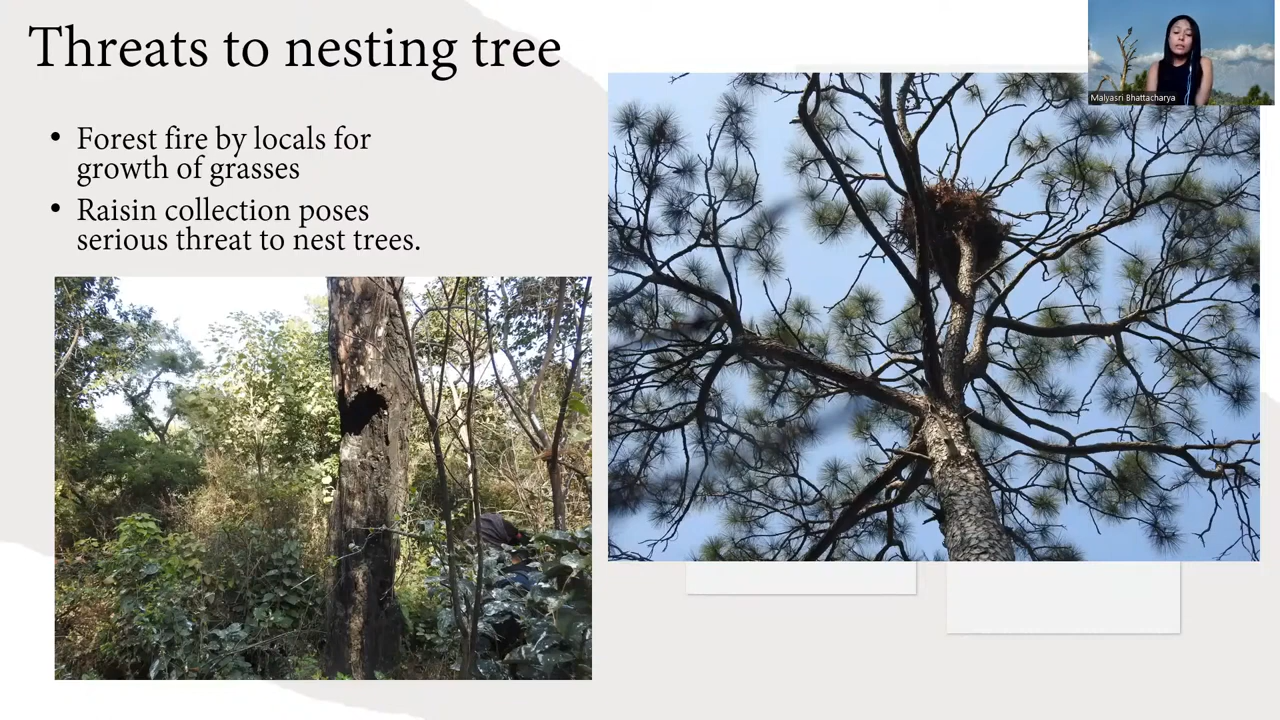 Threats to nesting tree
• Forest fire by locals for
growth of grasses
• Raisin collection poses
serious threat to nest trees.
Malyasri Bhattacharya